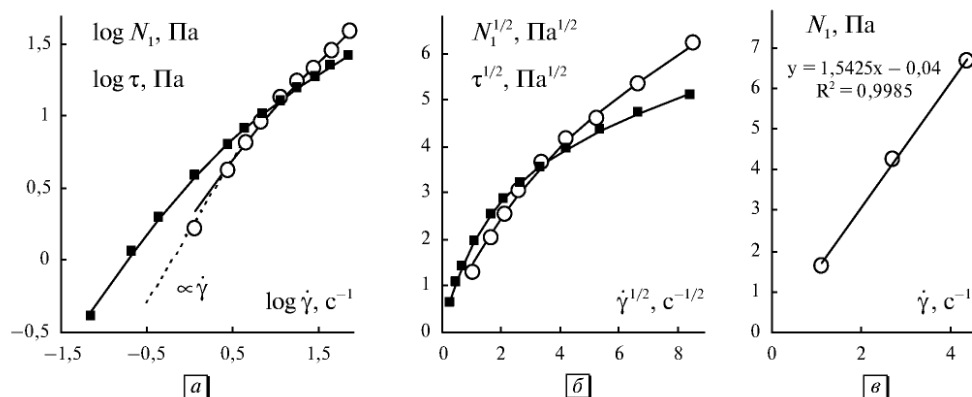 log N₁, Па
log τ, Па
1,5
1
0,5
0
−0,5
−1,5
−0,5
0,5
1,5
∝γ̇
log γ̇, с⁻¹
а
N₁^1/2, Па^1/2
τ^1/2, Па^1/2
6
5
4
3
2
1
0
0
2
4
6
8
γ̇^1/2, с^−1/2
б
N₁, Па
7
6
5
4
3
2
1
0
y = 1,5425x − 0,04
R² = 0,9985
0
2
4
γ̇, с⁻¹
в